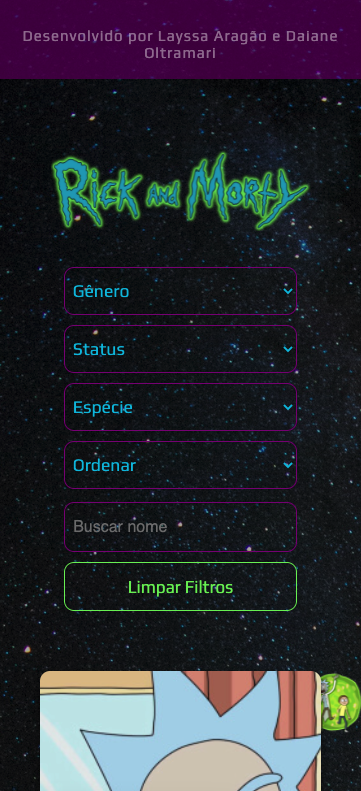 Desenvolvido por Layssa Aragão e Daiane
Oltramari
Rick and Morty
Gênero
Status
Espécie
Ordenar
Buscar nome
Limpar Filtros